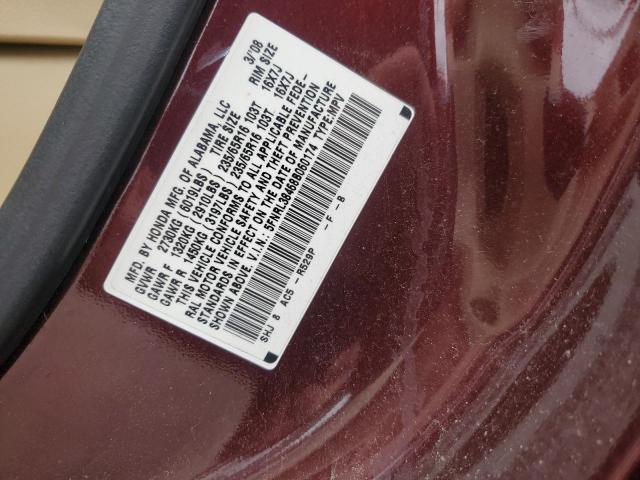 MFD. BY HONDA MFG. OF ALABAMA, LLC 3/08
GVWR 2730KG (6019LBS) TIRE SIZE RIM SIZE
GAWR F 1320KG (2910LBS) 235/65R16 103T 16X7J
GAWR R 1450KG (3197LBS) 235/65R16 103T 16X7J
THIS VEHICLE CONFORMS TO ALL APPLICABLE FEDE-
RAL MOTOR VEHICLE SAFETY AND THEFT PREVENTION
STANDARDS IN EFFECT ON THE DATE OF MANUFACTURE
SHOWN ABOVE. V.I.N.: 5FNRL38468B060174 TYPE:MPV
SHJ 8 AC5 -R529P -F -B